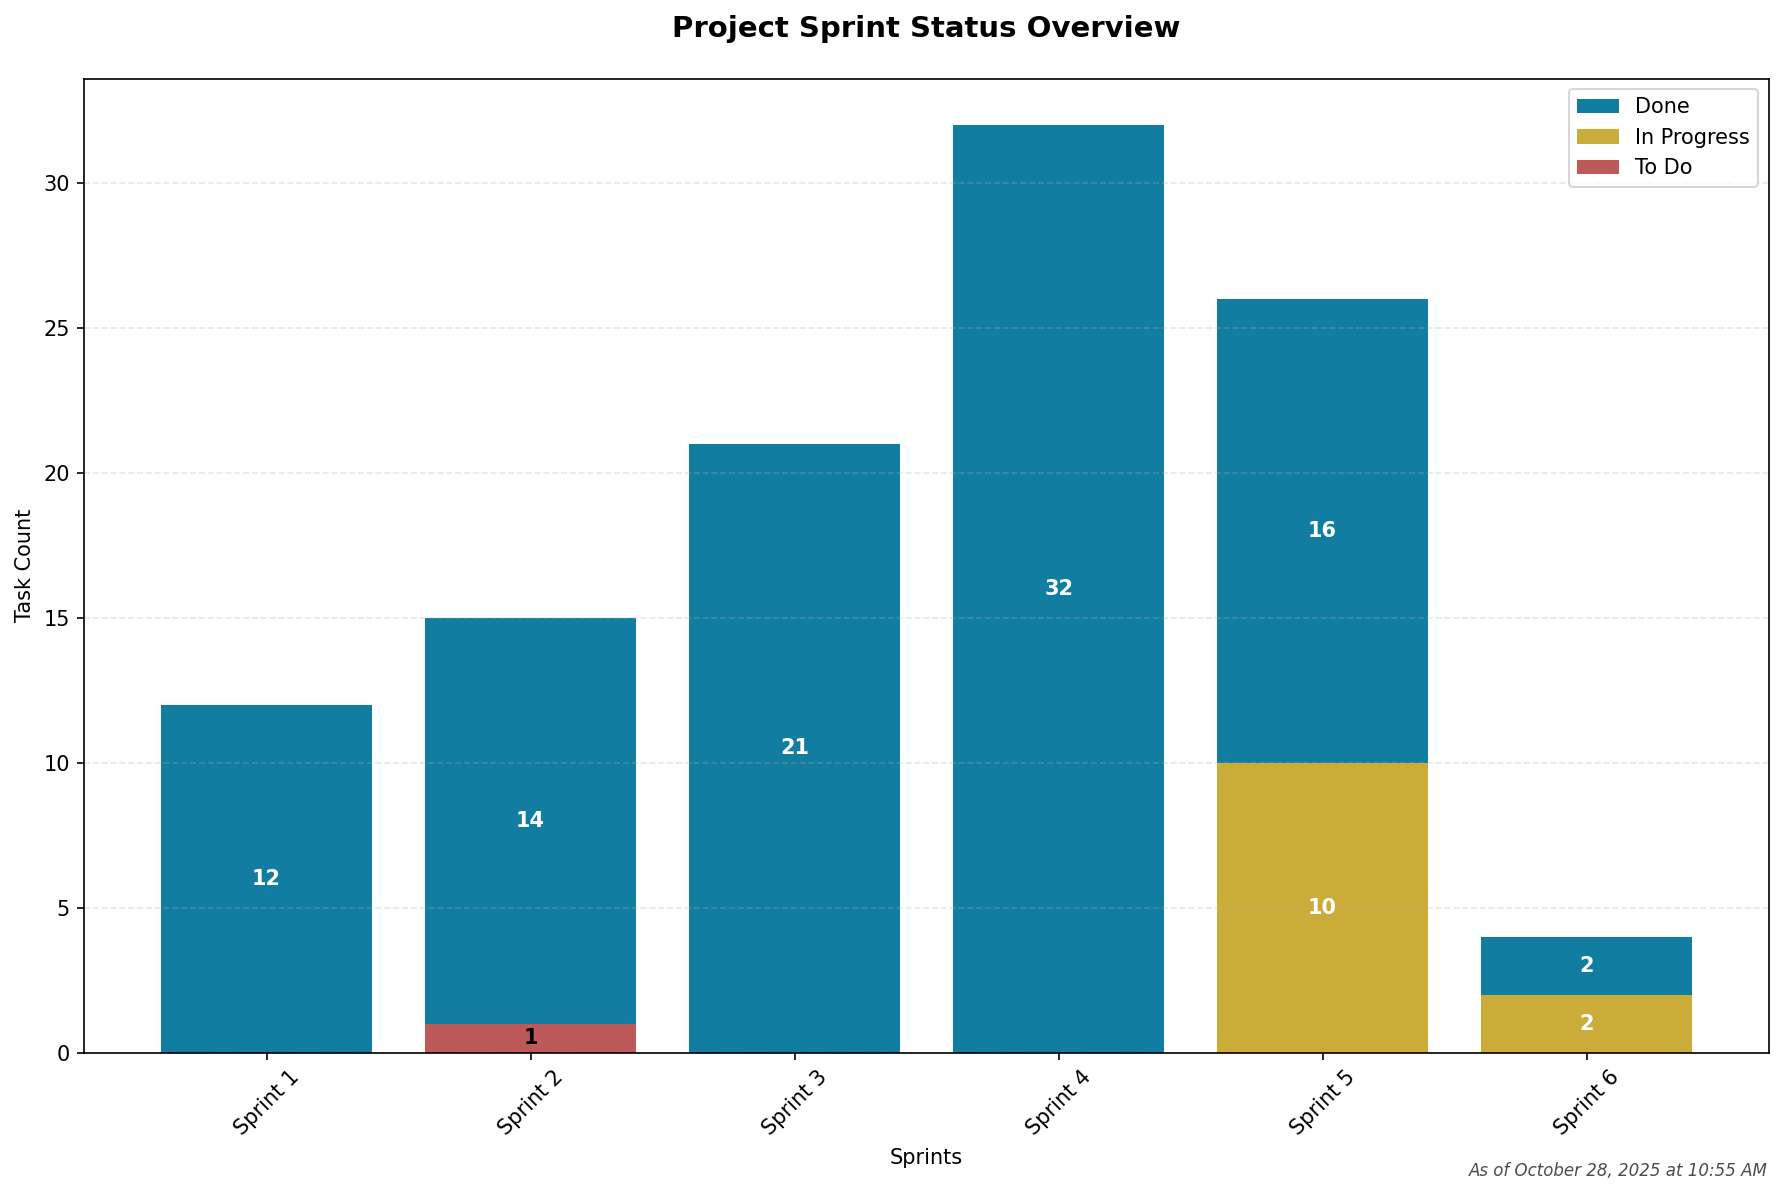 Project Sprint Status Overview
Done
In Progress
To Do
Task Count
30
25
20
15
10
5
0
12
14
1
21
32
16
10
2
2
Sprint 1
Sprint 2
Sprint 3
Sprint 4
Sprint 5
Sprint 6
Sprints
As of October 28, 2025 at 10:55 AM